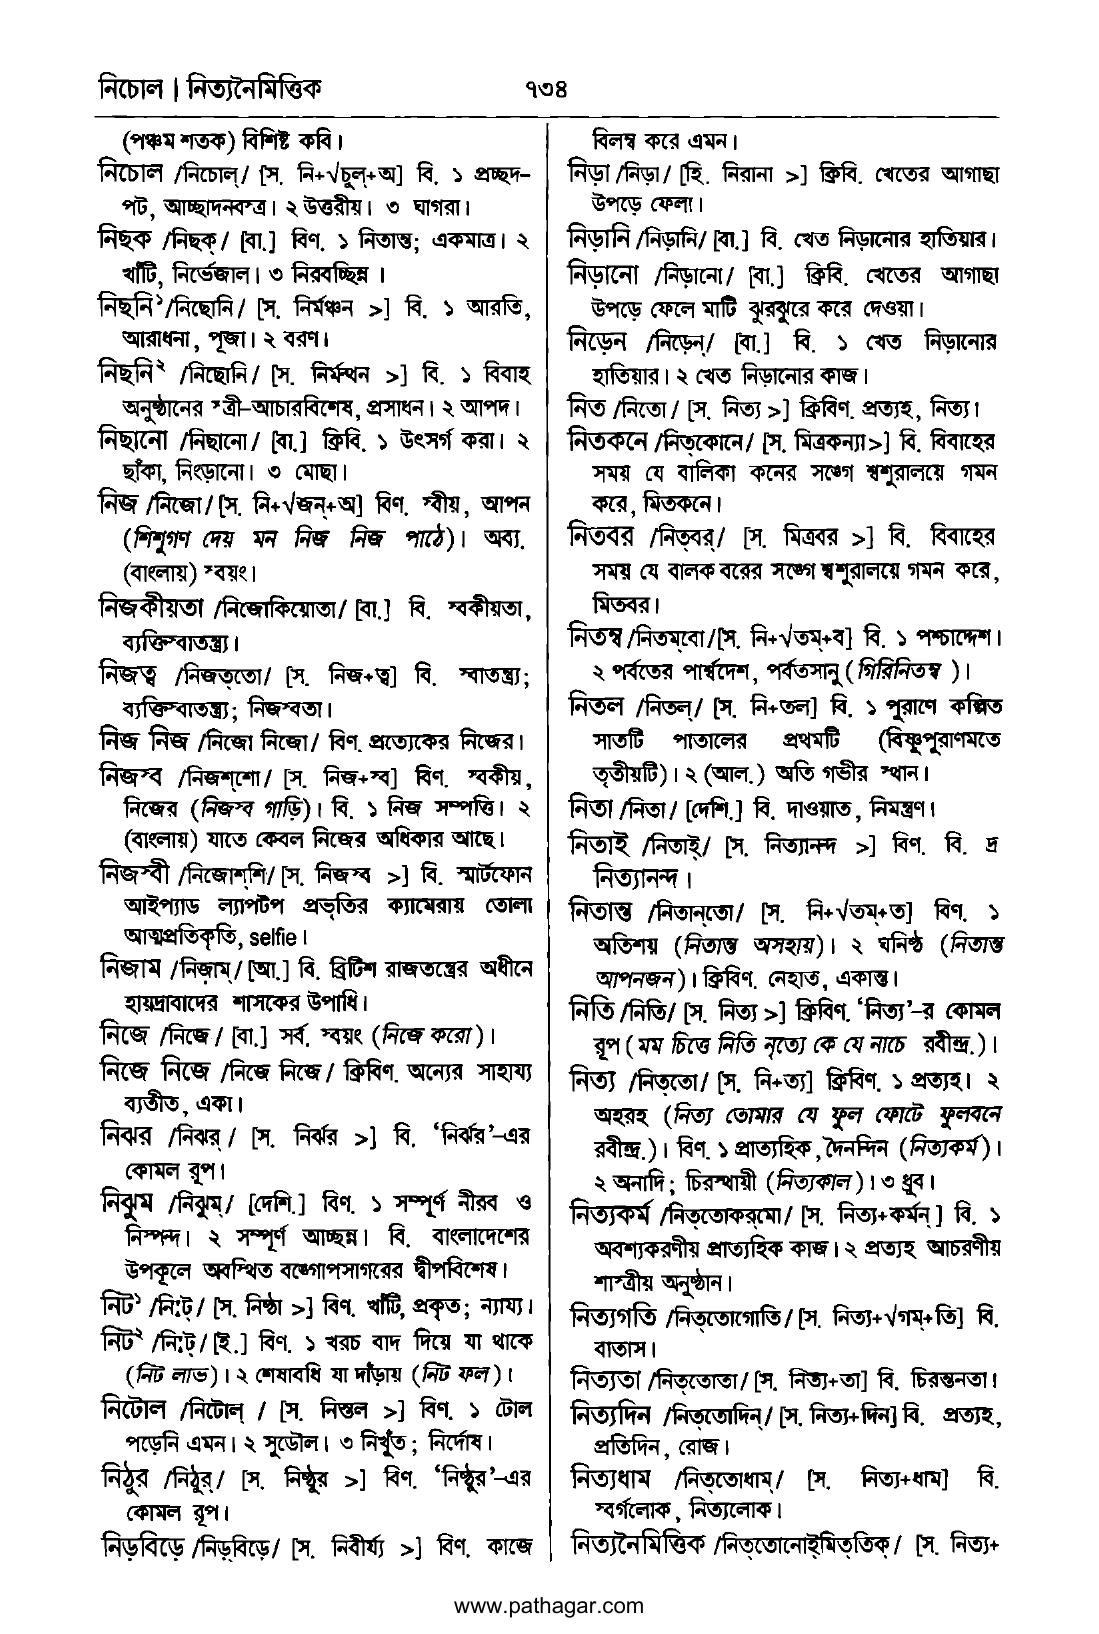 নিচোল | নিত্যনৈমিত্তিক
৭৩৪
(পঞ্চম শতক) বিশিষ্ট কবি।
নিচোল /নিচোল্/ [স. নি+√চুল্+অ] বি. ১ প্রচ্ছদ-
পট, আচ্ছাদনবস্ত্র। ২ উত্তরীয়। ৩ ঘাগরা।
নিছক /নিছক্/ [বা.] বিণ. ১ নিতান্ত; একমাত্র। ২
খাঁটি, নির্ভেজাল। ৩ নিরবচ্ছিন্ন ।
নিছনি১ /নিছোনি/ [স. নির্মঞ্চন >] বি. ১ আরতি,
আরাধনা, পূজা। ২ বরণ।
নিছনি২ /নিছোনি/ [স. নির্মন্থন >] বি. ১ বিবাহ
অনুষ্ঠানের স্ত্রী-আচারবিশেষ, প্রসাধন। ২ আপদ।
নিছানো /নিছানো/ [বা.] ক্রিবি. ১ উৎসর্গ করা। ২
ছাঁকা, নিংড়ানো। ৩ মোছা।
নিজ /নিজো/ [স. নি+√জন্+অ] বিণ. স্বীয়, আপন
(শিশুগণ দেয় মন নিজ নিজ পাঠে)। অব্য.
(বাংলায়) স্বয়ং।
নিজকীয়তা /নিজোকিয়োতা/ [বা.] বি. স্বকীয়তা,
ব্যক্তিস্বাতন্ত্র্য।
নিজত্ব /নিজত্‌তো/ [স. নিজ+ত্ব] বি. স্বাতন্ত্র্য;
ব্যক্তিস্বাতন্ত্র্য; নিজস্বতা।
নিজ নিজ /নিজো নিজো/ বিণ. প্রত্যেকের নিজের।
নিজস্ব /নিজশ্‌শো/ [স. নিজ+স্ব] বিণ. স্বকীয়,
নিজের (নিজস্ব গাড়ি)। বি. ১ নিজ সম্পত্তি। ২
(বাংলায়) যাতে কেবল নিজের অধিকার আছে।
নিজস্বী /নিজোশ্‌শি/ [স. নিজস্ব >] বি. স্মার্টফোন
আইপ্যাড ল্যাপটপ প্রভৃতির ক্যামেরায় তোলা
আত্মপ্রতিকৃতি, selfie।
নিজাম /নিজ়াম্/ [আ.] বি. ব্রিটিশ রাজতন্ত্রের অধীনে
হায়দ্রাবাদের শাসকের উপাধি।
নিজে /নিজে/ [বা.] সর্ব. স্বয়ং (নিজে করো)।
নিজে নিজে /নিজে নিজে/ ক্রিবিণ. অন্যের সাহায্য
ব্যতীত, একা।
নিঝর /নিঝর্/ [স. নির্ঝর >] বি. ‘নির্ঝর’-এর
কোমল রূপ।
নিঝুম /নিঝুম্/ [দেশি.] বিণ. ১ সম্পূর্ণ নীরব ও
নিস্পন্দ। ২ সম্পূর্ণ আচ্ছন্ন। বি. বাংলাদেশের
উপকূলে অবস্থিত বঙ্গোপসাগরের দ্বীপবিশেষ।
নিট১ /নি:ট্/ [স. নিষ্ঠা >] বিণ. খাঁটি, প্রকৃত; ন্যায্য।
নিট২ /নি:ট্/ [ই.] বিণ. ১ খরচ বাদ দিয়ে যা থাকে
(নিট লাভ)। ২ শেষাবধি যা দাঁড়ায় (নিট ফল)।
নিটোল /নিটোল্ / [স. নিস্তল >] বিণ. ১ টোল
পড়েনি এমন। ২ সুডৌল। ৩ নিখুঁত; নির্দোষ।
নিঠুর /নিঠুর্/ [স. নিষ্ঠুর >] বিণ. ‘নিষ্ঠুর’-এর
কোমল রূপ।
নিড়বিড়ে /নিড়্‌বিড়ে/ [স. নিবীর্য্য >] বিণ. কাজে
বিলম্ব করে এমন।
নিড়া /নিড়া/ [হি. নিরানা >] ক্রিবি. খেতের আগাছা
উপড়ে ফেলা।
নিড়ানি /নিড়ানি/ [বা.] বি. খেত নিড়ানোর হাতিয়ার।
নিড়ানো /নিড়ানো/ [বা.] ক্রিবি. খেতের আগাছা
উপড়ে ফেলে মাটি ঝুরঝুরে করে দেওয়া।
নিড়েন /নিড়েন্/ [বা.] বি. ১ খেত নিড়ানোর
হাতিয়ার। ২ খেত নিড়ানোর কাজ।
নিত /নিতো/ [স. নিত্য >] ক্রিবিণ. প্রত্যহ, নিত্য।
নিতকনে /নিত্‌কোনে/ [স. মিত্রকন্যা>] বি. বিবাহের
সময় যে বালিকা কনের সঙ্গে শ্বশুরালয়ে গমন
করে, মিতকনে।
নিতবর /নিত্‌বর্/ [স. মিত্রবর >] বি. বিবাহের
সময় যে বালক বরের সঙ্গে শ্বশুরালয়ে গমন করে,
মিতবর।
নিতম্ব /নিতম্‌বো/[স. নি+√তম্+ব] বি. ১ পশ্চাদ্দেশ।
২ পর্বতের পার্শ্বদেশ, পর্বতসানু (গিরিনিতম্ব )।
নিতল /নিতল্/ [স. নি+তল] বি. ১ পুরাণে কল্পিত
সাতটি পাতালের প্রথমটি (বিষ্ণুপুরাণমতে
তৃতীয়টি)। ২ (আল.) অতি গভীর স্থান।
নিতা /নিতা/ [দেশি.] বি. দাওয়াত, নিমন্ত্রণ।
নিতাই /নিতাই্/ [স. নিত্যানন্দ >] বিণ. বি. দ্র
নিত্যানন্দ ।
নিতান্ত /নিতান্‌তো/ [স. নি+√তম্+ত] বিণ. ১
অতিশয় (নিতান্ত অসহায়)। ২ ঘনিষ্ঠ (নিতান্ত
আপনজন)। ক্রিবিণ. নেহাত, একান্ত।
নিতি /নিতি/ [স. নিত্য >] ক্রিবিণ. ‘নিত্য’-র কোমল
রূপ (মম চিত্তে নিতি নৃত্যে কে যে নাচে রবীন্দ্র.)।
নিত্য /নিত্‌তো/ [স. নি+ত্য] ক্রিবিণ. ১ প্রত্যহ। ২
অহরহ (নিত্য তোমার যে ফুল ফোটে ফুলবনে
রবীন্দ্র.)। বিণ. ১ প্রাত্যহিক, দৈনন্দিন (নিত্যকর্ম)।
২ অনাদি; চিরস্থায়ী (নিত্যকাল)। ৩ ধ্রুব।
নিত্যকর্ম /নিত্‌তোকর্‌মো/ [স. নিত্য+কর্মন্] বি. ১
অবশ্যকরণীয় প্রাত্যহিক কাজ। ২ প্রত্যহ আচরণীয়
শাস্ত্রীয় অনুষ্ঠান।
নিত্যগতি /নিত্‌তোগোতি/ [স. নিত্য+√গম্+তি] বি.
বাতাস।
নিত্যতা /নিত্‌তোতা/ [স. নিত্য+তা] বি. চিরন্তনতা।
নিত্যদিন /নিত্‌তোদিন্/ [স. নিত্য+দিন] বি. প্রত্যহ,
প্রতিদিন, রোজ।
নিত্যধাম /নিত্‌তোধাম্/ [স. নিত্য+ধাম] বি.
স্বর্গলোক, নিত্যলোক।
নিত্যনৈমিত্তিক /নিত্‌তোনোই্‌মিত্‌তিক্/ [স. নিত্য+
www.pathagar.com